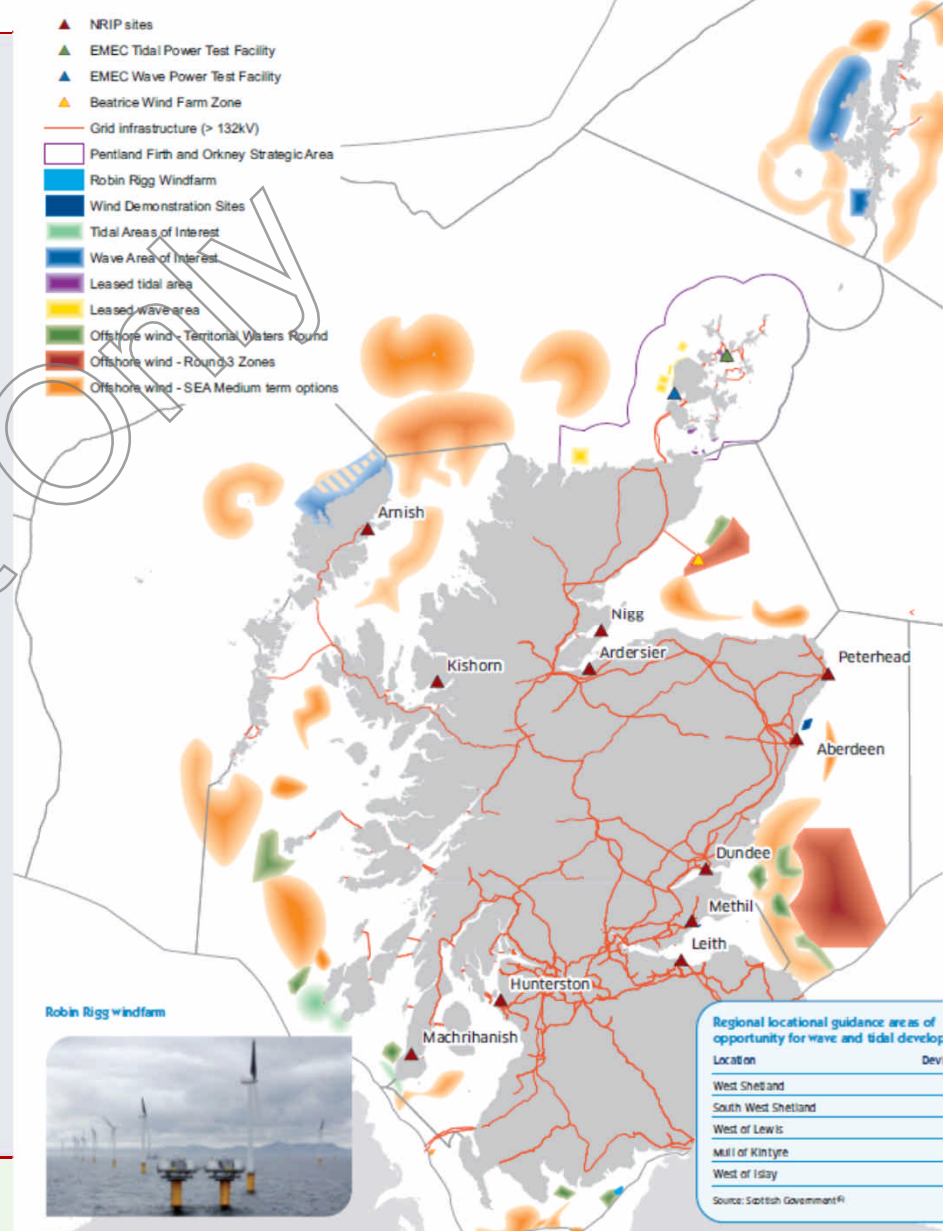 NRIP sites
EMEC Tidal Power Test Facility
EMEC Wave Power Test Facility
Beatrice Wind Farm Zone
Grid infrastructure (> 132kV)
Pentland Firth and Orkney Strategic Area
Robin Rigg Windfarm
Wind Demonstration Sites
Tidal Areas of Interest
Wave Area of Interest
Leased tidal area
Leased wave area
Offshore wind - Territorial Waters Round
Offshore wind - Round 3 Zones
Offshore wind - SEA Medium term options
Only
Arnish
Nigg
Ardersier
Kishorn
Peterhead
Aberdeen
Dundee
Methil
Leith
Hunterston
Machrihanish
Robin Rigg windfarm
Regional locational guidance areas of
opportunity for wave and tidal develop
Location Dev
West Shetland
South West Shetland
West of Lewis
Mull of Kintyre
West of Islay
Source: Scottish Government